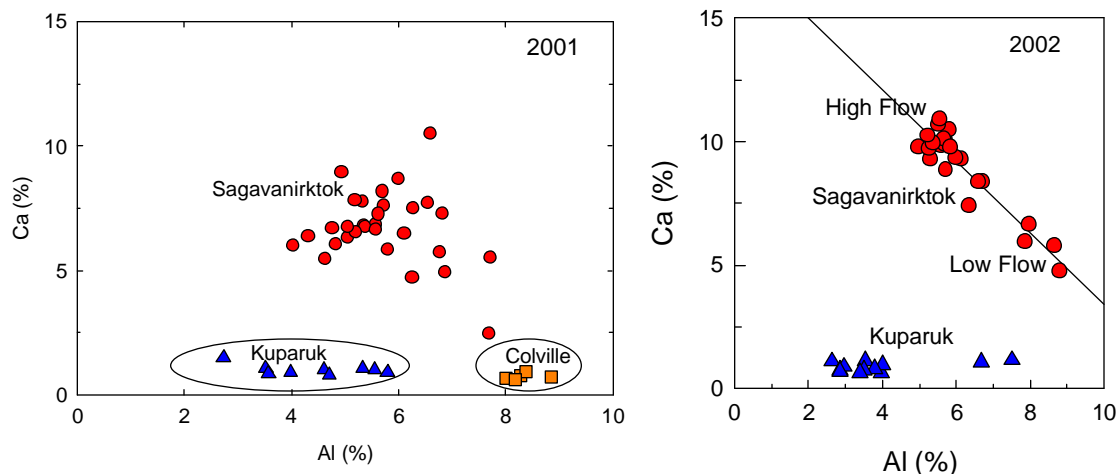 15
10
5
0
0
2
4
6
8
10
Ca (%)
Al (%)
2001
Sagavanirktok
Kuparuk
Colville
15
10
5
0
0
2
4
6
8
10
Ca (%)
Al (%)
2002
High Flow
Sagavanirktok
Low Flow
Kuparuk